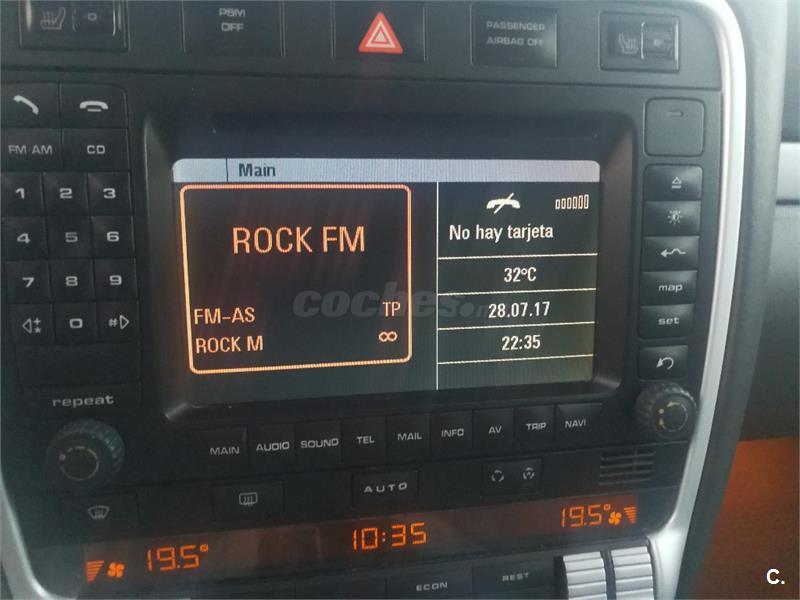 PSM
OFF
PASSENGER
AIRBAG OFF
FM·AM
CD
1 2 3
4 5 6
7 8 9
* 0 #
repeat
Main
ROCK FM
FM-AS
TP
ROCK M
No hay tarjeta
32°C
28.07.17
22:35
map
set
coches
MAIN
AUDIO
SOUND
TEL
MAIL
INFO
AV
TRIP
NAVI
AUTO
19.5°
10:35
19.5°
ECON
REST
C.